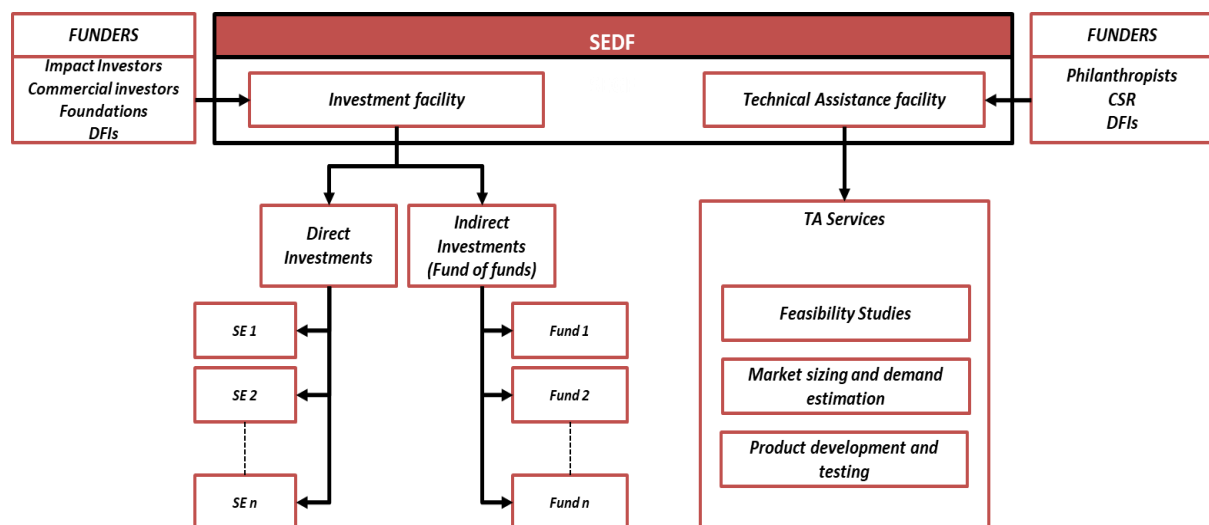 FUNDERS
Impact Investors
Commercial investors
Foundations
DFIs
SEDF
Investment facility
Technical Assistance facility
FUNDERS
Philanthropists
CSR
DFIs
Direct
Investments
Indirect
Investments
(Fund of funds)
SE 1
SE 2
SE n
Fund 1
Fund 2
Fund n
TA Services
Feasibility Studies
Market sizing and demand
estimation
Product development and
testing